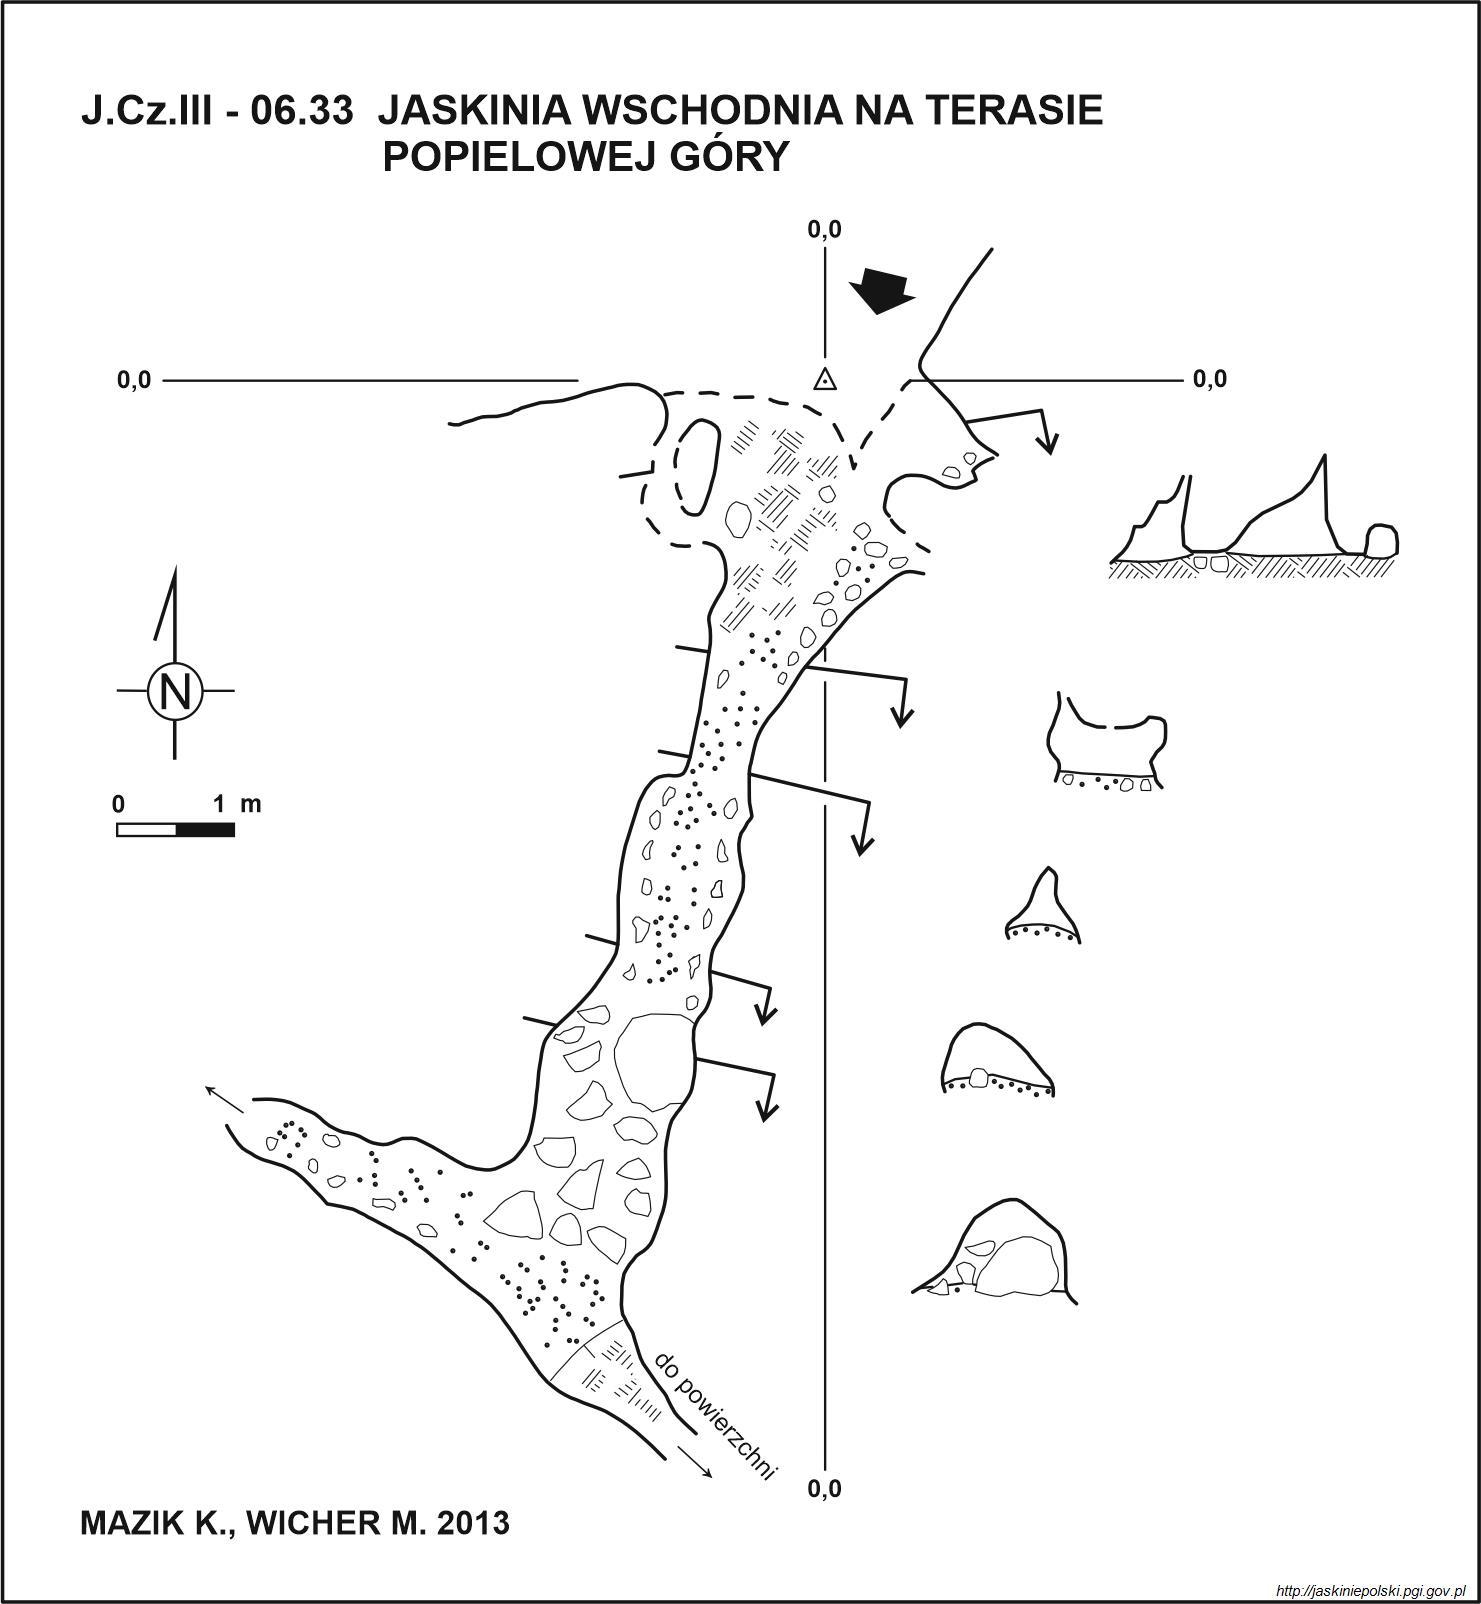 J.Cz.III - 06.33 JASKINIA WSCHODNIA NA TERASIE
POPIELOWEJ GÓRY
0,0
0,0
0,0
N
0 1 m
do powierzchni
0,0
MAZIK K., WICHER M. 2013
http://jaskiniepolski.pgi.gov.pl